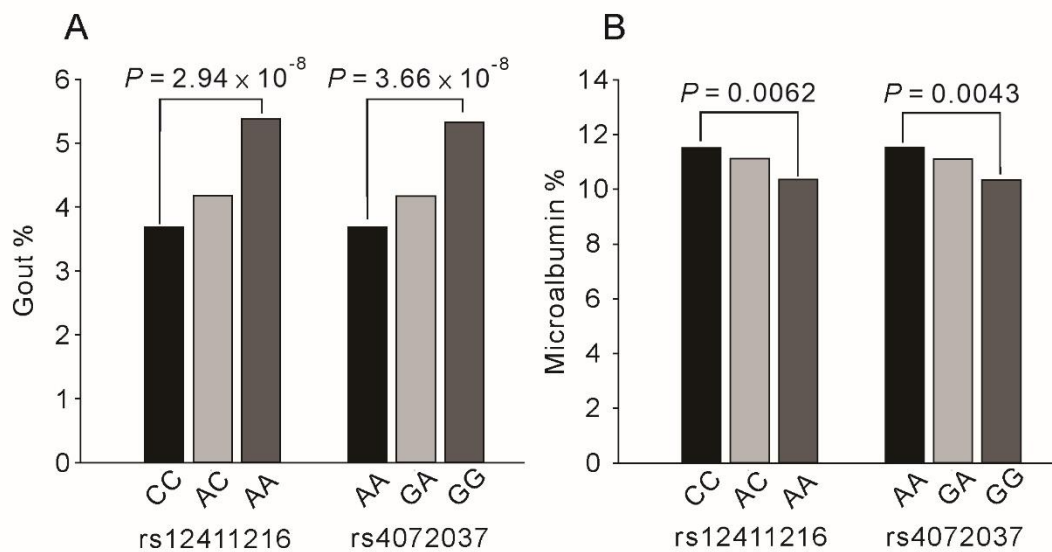 A
P = 2.94 × 10⁻⁸
P = 3.66 × 10⁻⁸
Gout %
6
5
4
3
2
1
0
CC AC AA
AA GA GG
rs12411216
rs4072037
B
P = 0.0062
P = 0.0043
Microalbumin %
14
12
10
8
6
4
2
0
CC AC AA
AA GA GG
rs12411216
rs4072037